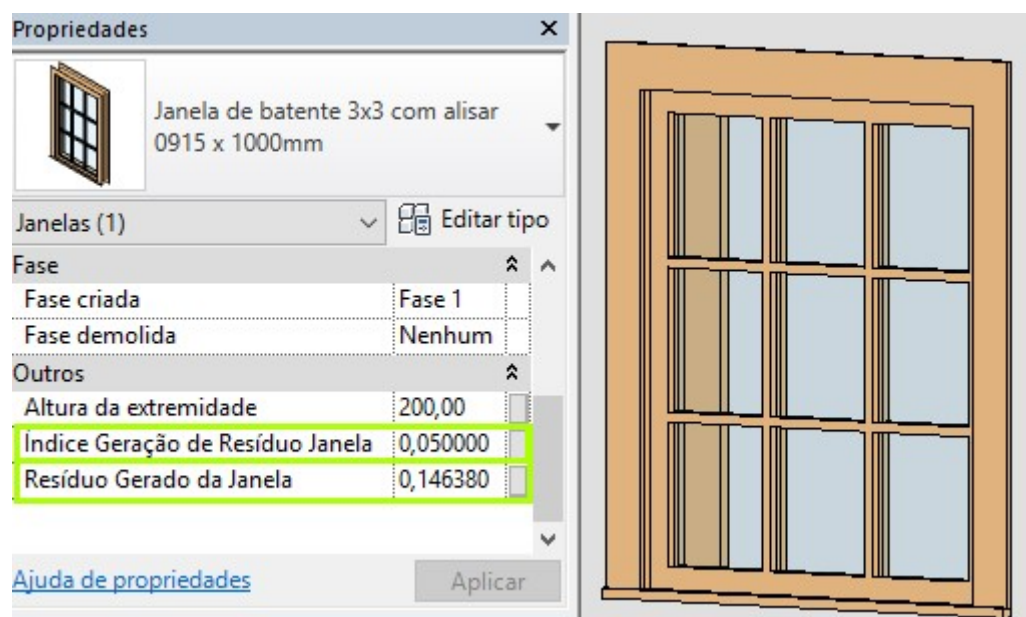 Propriedades
Janela de batente 3x3 com alisar
0915 x 1000mm
Janelas (1)
Editar tipo
Fase
Fase criada Fase 1
Fase demolida Nenhum
Outros
Altura da extremidade 200,00
Índice Geração de Resíduo Janela 0,050000
Resíduo Gerado da Janela 0,146380
Ajuda de propriedades
Aplicar